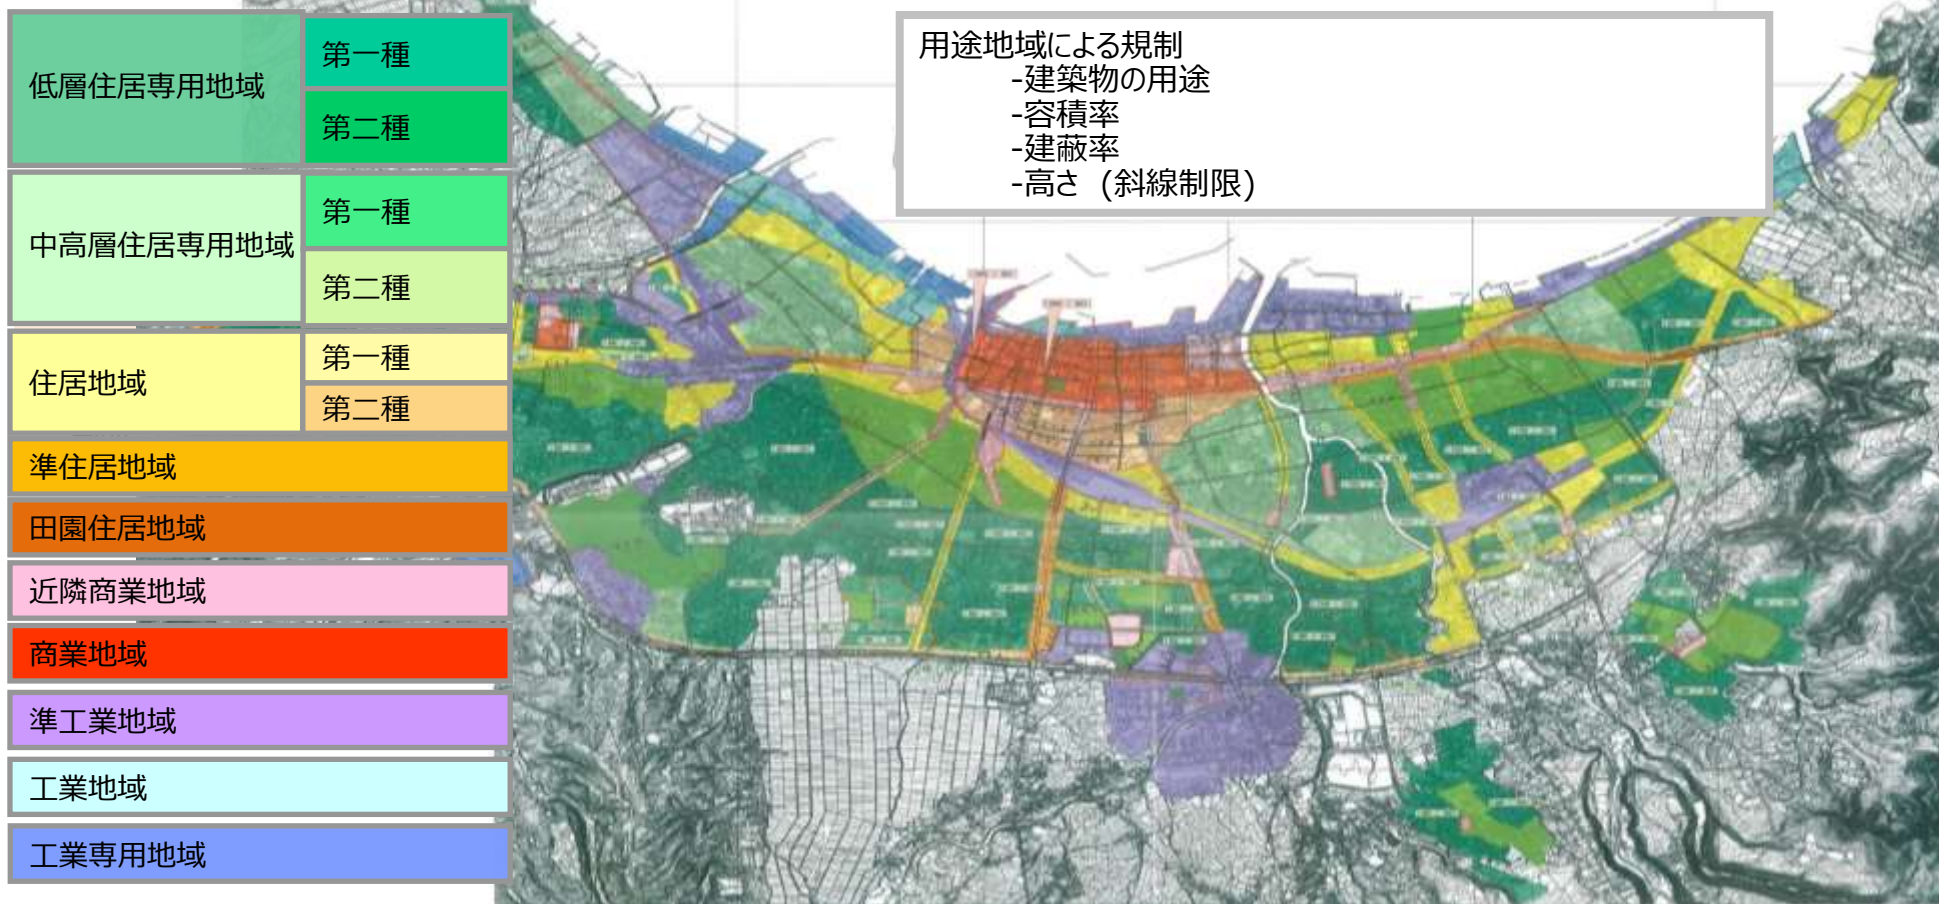 低層住居専用地域
第一種
第二種
中高層住居専用地域
第一種
第二種
住居地域
第一種
第二種
準住居地域
田園住居地域
近隣商業地域
商業地域
準工業地域
工業地域
工業専用地域
用途地域による規制
-建築物の用途
-容積率
-建蔽率
-高さ (斜線制限)